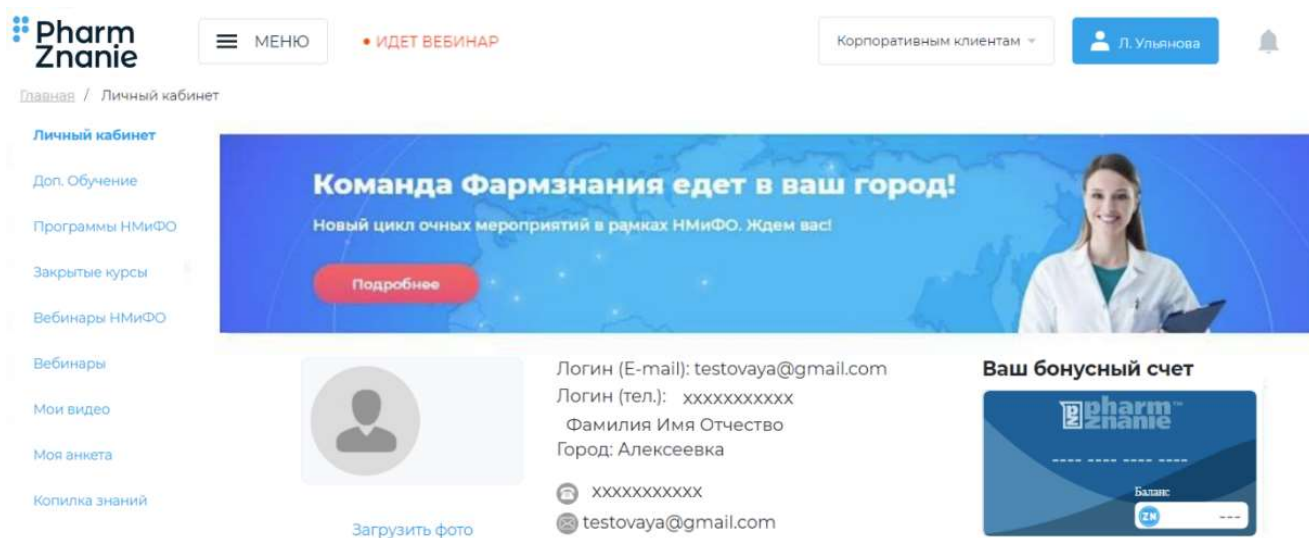 Pharm
Znanie
МЕНЮ
• ИДЕТ ВЕБИНАР
Корпоративным клиентам
Л. Ульянова
Главная / Личный кабинет
Личный кабинет
Доп. Обучение
Программы НМиФО
Закрытые курсы
Вебинары НМиФО
Вебинары
Мои видео
Моя анкета
Копилка знаний
Команда Фармзнания едет в ваш город!
Новый цикл очных мероприятий в рамках НМиФО. Ждем вас!
Подробнее
Загрузить фото
Логин (E-mail): testovaya@gmail.com
Логин (тел.): xxxxxxxxxxx
Фамилия Имя Отчество
Город: Алексеевка
xxxxxxxxxxx
testovaya@gmail.com
Ваш бонусный счет
pharm™
znanie
---- ---- ---- ----
Баланс
ZN ---